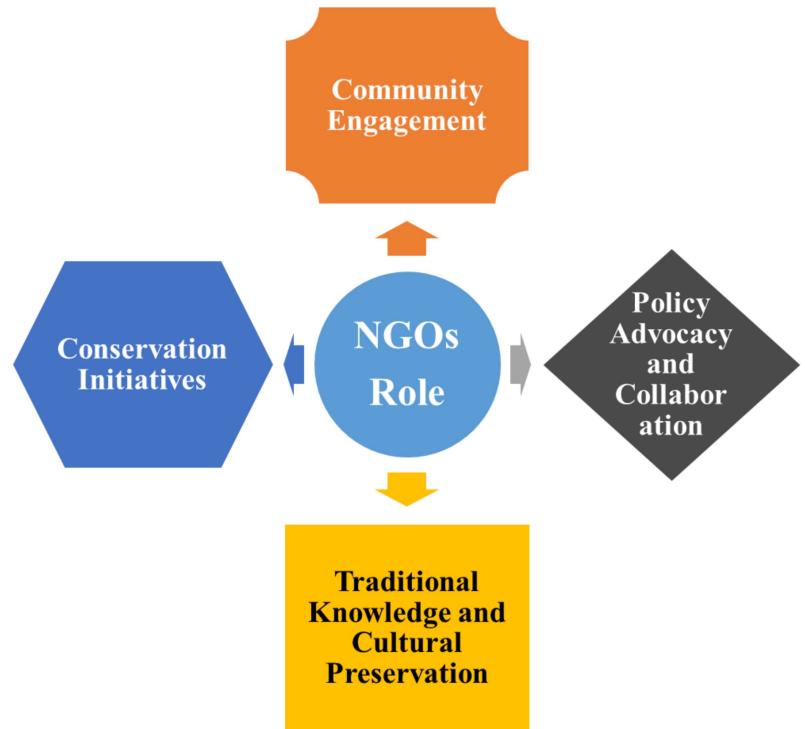 Community
Engagement
Conservation
Initiatives
NGOs
Role
Policy
Advocacy
and
Collabor
ation
Traditional
Knowledge and
Cultural
Preservation